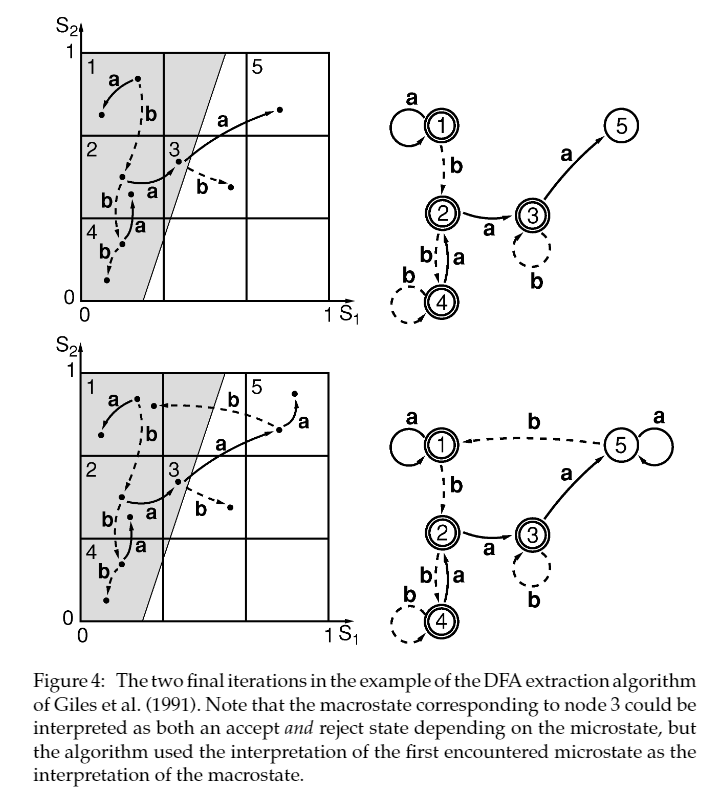 S2
1
1
5
a
b
a
2
3
b
a
b
4
a
b
0
0
1
S1
a
1
5
b
a
2
3
a
b
a
b
b
4
S2
1
1
5
b
a
a
b
a
2
3
b
a
b
4
a
b
0
0
1
S1
b
a
a
1
5
b
a
2
3
a
b
a
b
b
4
Figure 4: The two final iterations in the example of the DFA extraction algorithm
of Giles et al. (1991). Note that the macrostate corresponding to node 3 could be
interpreted as both an accept and reject state depending on the microstate, but
the algorithm used the interpretation of the first encountered microstate as the
interpretation of the macrostate.